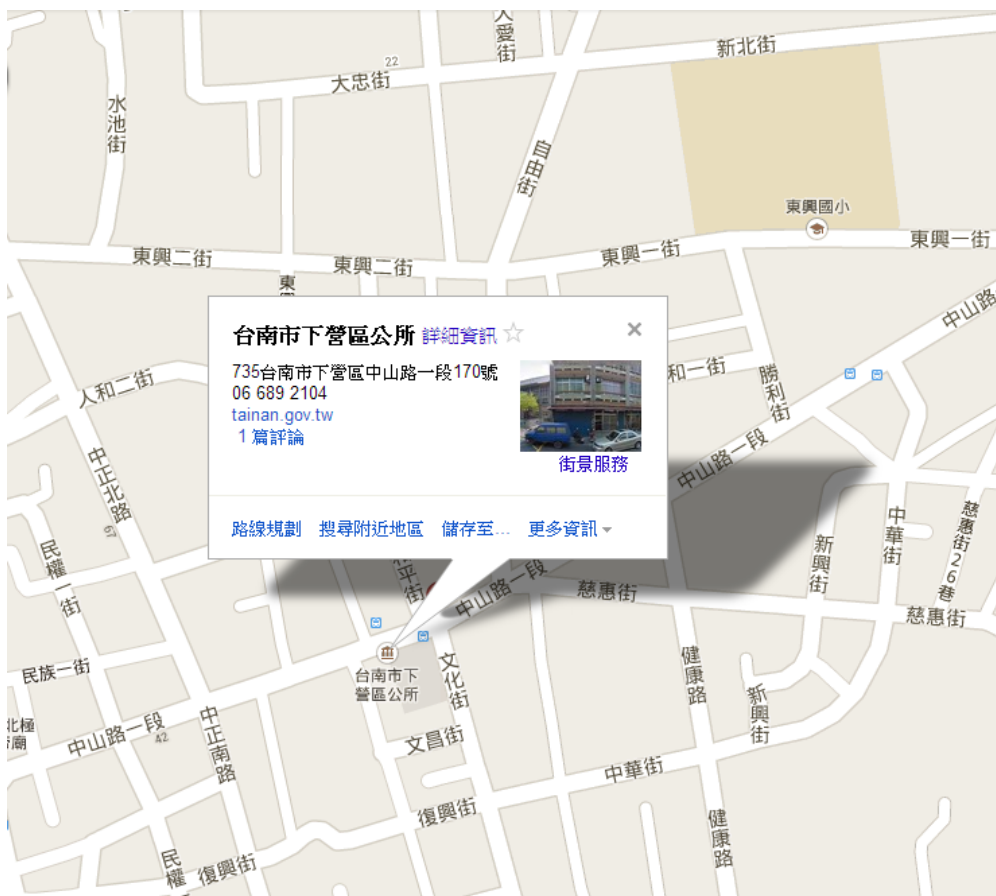 人愛街
新北街
22
大忠街
水池街
自由街
東興國小
東興一街
東興一街
東興二街
東興二街
東
中山路
台南市下營區公所 詳細資訊
735台南市下營區中山路一段170號
06 689 2104
tainan.gov.tw
1 篇評論
街景服務
路線規劃 搜尋附近地區 儲存至... 更多資訊
和一街
勝利街
人和二街
中山路一段
中正北路
67
中華街
慈惠街26巷
新興街
民權一街
平街
中山路一段
慈惠街
慈惠街
台南市下
營區公所
文化街
健康路
民族一街
新興街
北極
帝廟
中山路一段
42
中正南路
文昌街
中華街
復興街
健康路
民權
復興街